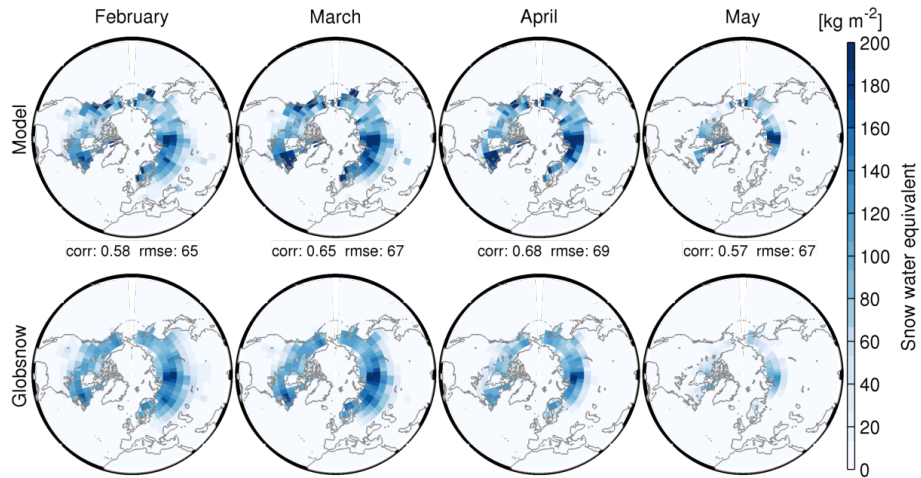 February March April May [kg m⁻²]
Model
corr: 0.58 rmse: 65 corr: 0.65 rmse: 67 corr: 0.68 rmse: 69 corr: 0.57 rmse: 67
Globsnow
200
180
160
140
120
100
80
60
40
20
0
Snow water equivalent